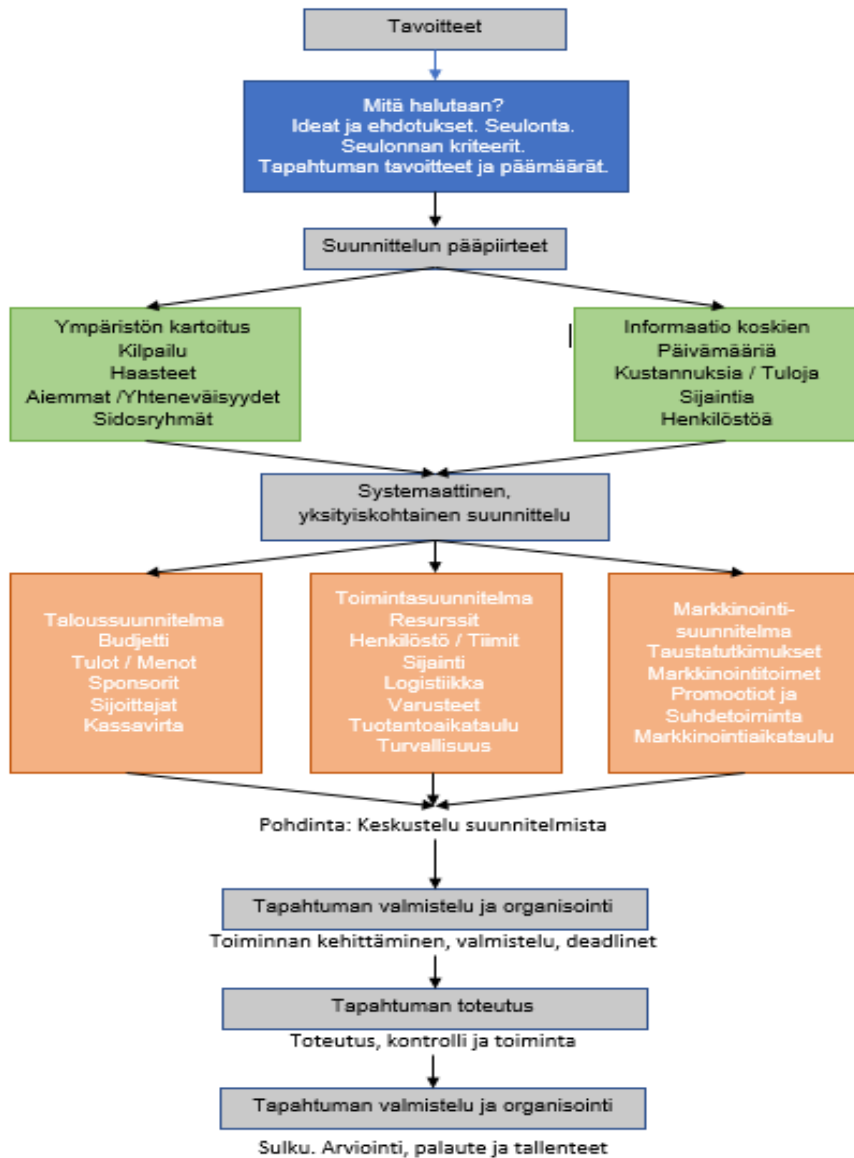 Tavoitteet
Mitä halutaan?
Ideat ja ehdotukset. Seulonta.
Seulonnan kriteerit.
Tapahtuman tavoitteet ja päämäärät.
Suunnittelun pääpiirteet
Ympäristön kartoitus
Kilpailu
Haasteet
Aiemmat /Yhteneväisyydet
Sidosryhmät
Informaatio koskien
Päivämääriä
Kustannuksia / Tuloja
Sijaintia
Henkilöstöä
Systemaattinen,
yksityiskohtainen suunnittelu
Taloussuunnitelma
Budjetti
Tulot / Menot
Sponsorit
Sijoittajat
Kassavirta
Toimintasuunnitelma
Resurssit
Henkilöstö / Tiimit
Sijainti
Logistiikka
Varusteet
Tuotantoaikataulu
Turvallisuus
Markkinointi-
suunnitelma
Taustatutkimukset
Markkinointitoimet
Promootiot ja
Suhdetoiminta
Markkinointiaikataulu
Pohdinta: Keskustelu suunnitelmista
Tapahtuman valmistelu ja organisointi
Toiminnan kehittäminen, valmistelu, deadlinet
Tapahtuman toteutus
Toteutus, kontrolli ja toiminta
Tapahtuman valmistelu ja organisointi
Sulku. Arviointi, palaute ja tallenteet